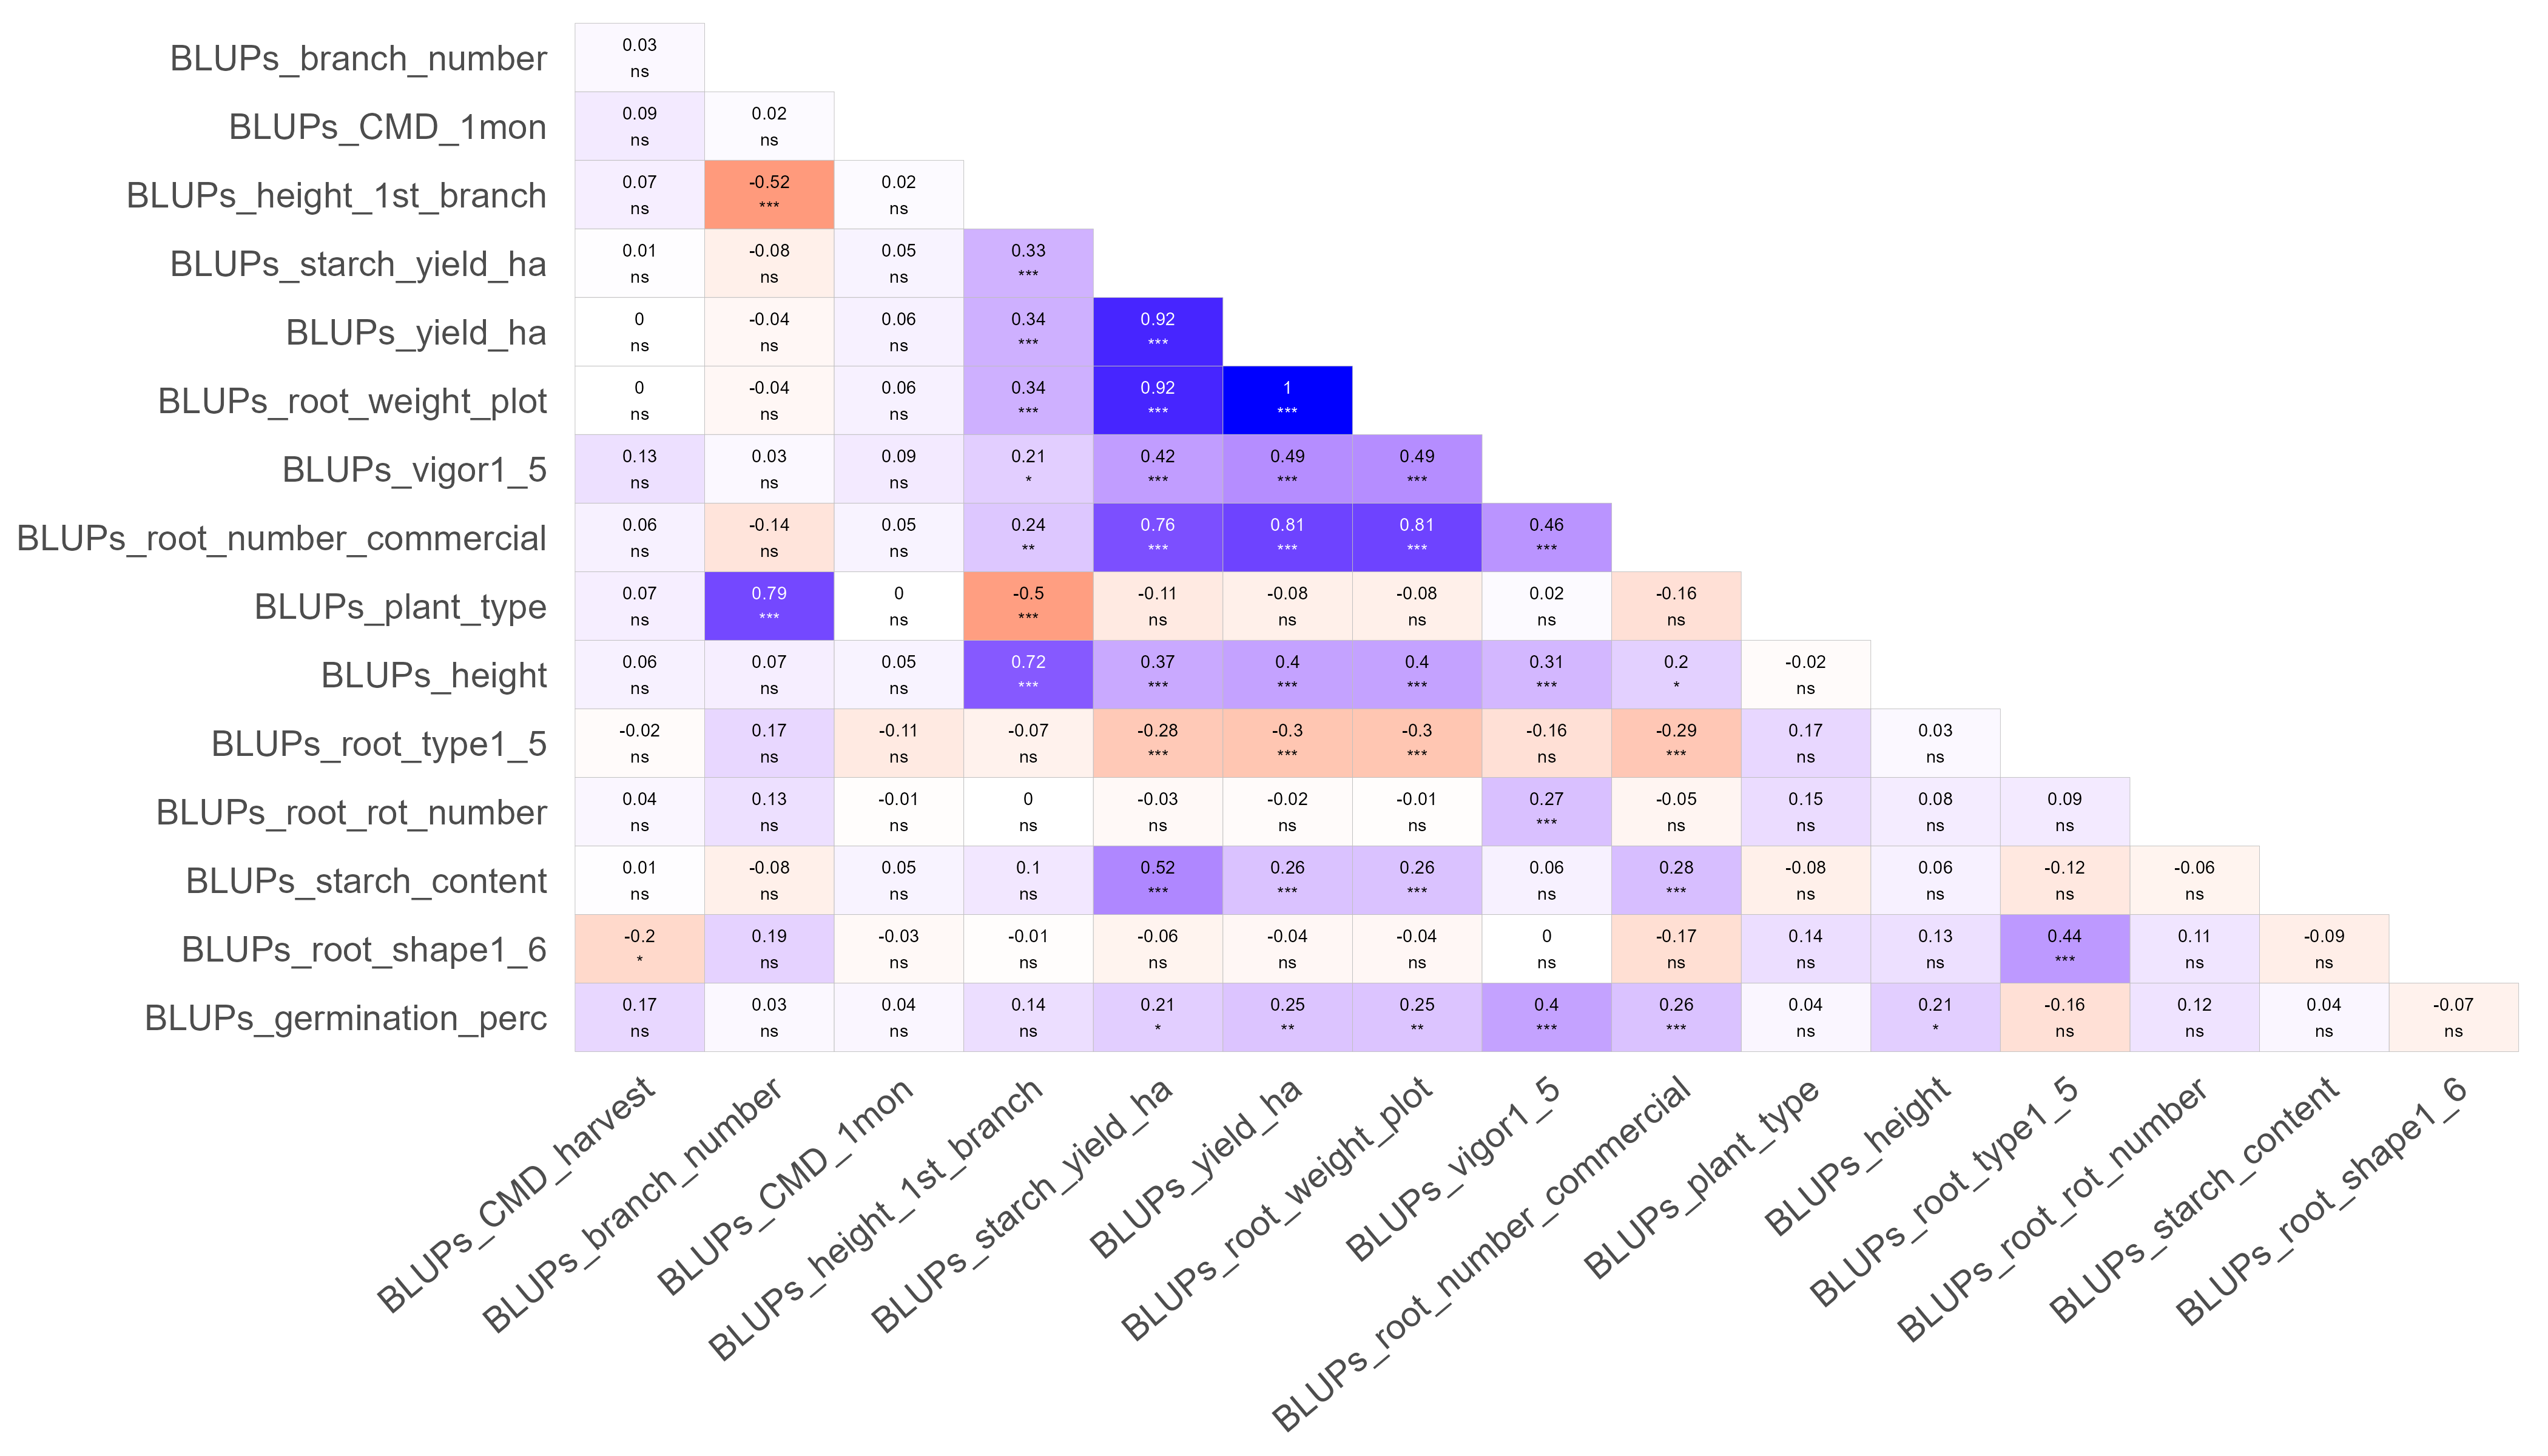 BLUPs_branch_number
0.03
ns
BLUPs_CMD_1mon
0.09 0.02
ns ns
BLUPs_height_1st_branch
0.07 -0.52 0.02
ns *** ns
BLUPs_starch_yield_ha
0.01 -0.08 0.05 0.33
ns ns ns ***
BLUPs_yield_ha
0 -0.04 0.06 0.34 0.92
ns ns ns *** ***
BLUPs_root_weight_plot
0 -0.04 0.06 0.34 0.92 1
ns ns ns *** *** ***
BLUPs_vigor1_5
0.13 0.03 0.09 0.21 0.42 0.49 0.49
ns ns ns * *** *** ***
BLUPs_root_number_commercial
0.06 -0.14 0.05 0.24 0.76 0.81 0.81 0.46
ns ns ns ** *** *** *** ***
BLUPs_plant_type
0.07 0.79 0 -0.5 -0.11 -0.08 -0.08 0.02 -0.16
ns *** ns *** ns ns ns ns ns
BLUPs_height
0.06 0.07 0.05 0.72 0.37 0.4 0.4 0.31 0.2 -0.02
ns ns ns *** *** *** *** *** * ns
BLUPs_root_type1_5
-0.02 0.17 -0.11 -0.07 -0.28 -0.3 -0.3 -0.16 -0.29 0.17 0.03
ns ns ns ns *** *** *** ns *** ns ns
BLUPs_root_rot_number
0.04 0.13 -0.01 0 -0.03 -0.02 -0.01 0.27 -0.05 0.15 0.08 0.09
ns ns ns ns ns ns ns *** ns ns ns ns
BLUPs_starch_content
0.01 -0.08 0.05 0.1 0.52 0.26 0.26 0.06 0.28 -0.08 0.06 -0.12 -0.06
ns ns ns ns *** *** *** ns *** ns ns ns ns
BLUPs_root_shape1_6
-0.2 0.19 -0.03 -0.01 -0.06 -0.04 -0.04 0 -0.17 0.14 0.13 0.44 0.11 -0.09
* ns ns ns ns ns ns ns ns ns ns *** ns ns
BLUPs_germination_perc
0.17 0.03 0.04 0.14 0.21 0.25 0.25 0.4 0.26 0.04 0.21 -0.16 0.12 0.04 -0.07
ns ns ns ns * ** ** *** *** ns * ns ns ns ns
BLUPs_CMD_harvest
BLUPs_branch_number
BLUPs_CMD_1mon
BLUPs_height_1st_branch
BLUPs_starch_yield_ha
BLUPs_yield_ha
BLUPs_root_weight_plot
BLUPs_vigor1_5
BLUPs_root_number_commercial
BLUPs_plant_type
BLUPs_height
BLUPs_root_type1_5
BLUPs_root_rot_number
BLUPs_starch_content
BLUPs_root_shape1_6